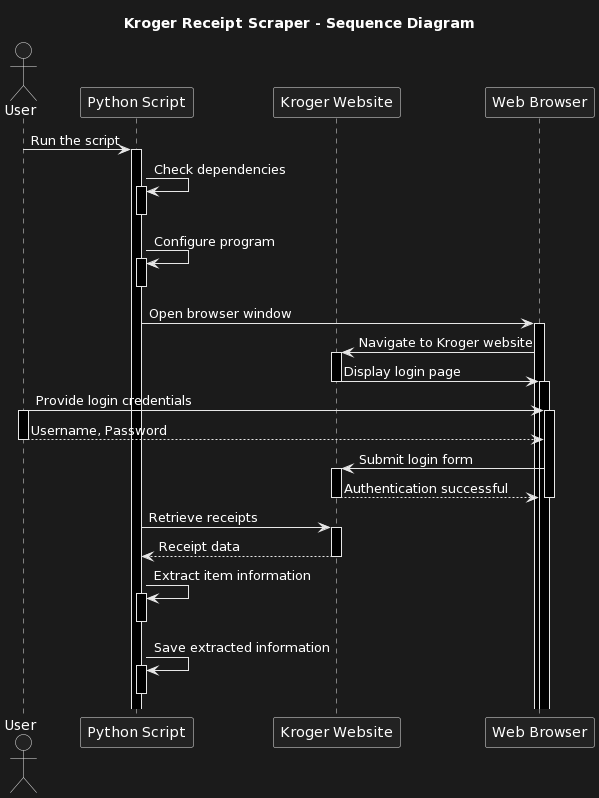 Kroger Receipt Scraper - Sequence Diagram
User
Python Script
Kroger Website
Web Browser
Run the script
Check dependencies
Configure program
Open browser window
Navigate to Kroger website
Display login page
Provide login credentials
Username, Password
Submit login form
Authentication successful
Retrieve receipts
Receipt data
Extract item information
Save extracted information
User
Python Script
Kroger Website
Web Browser